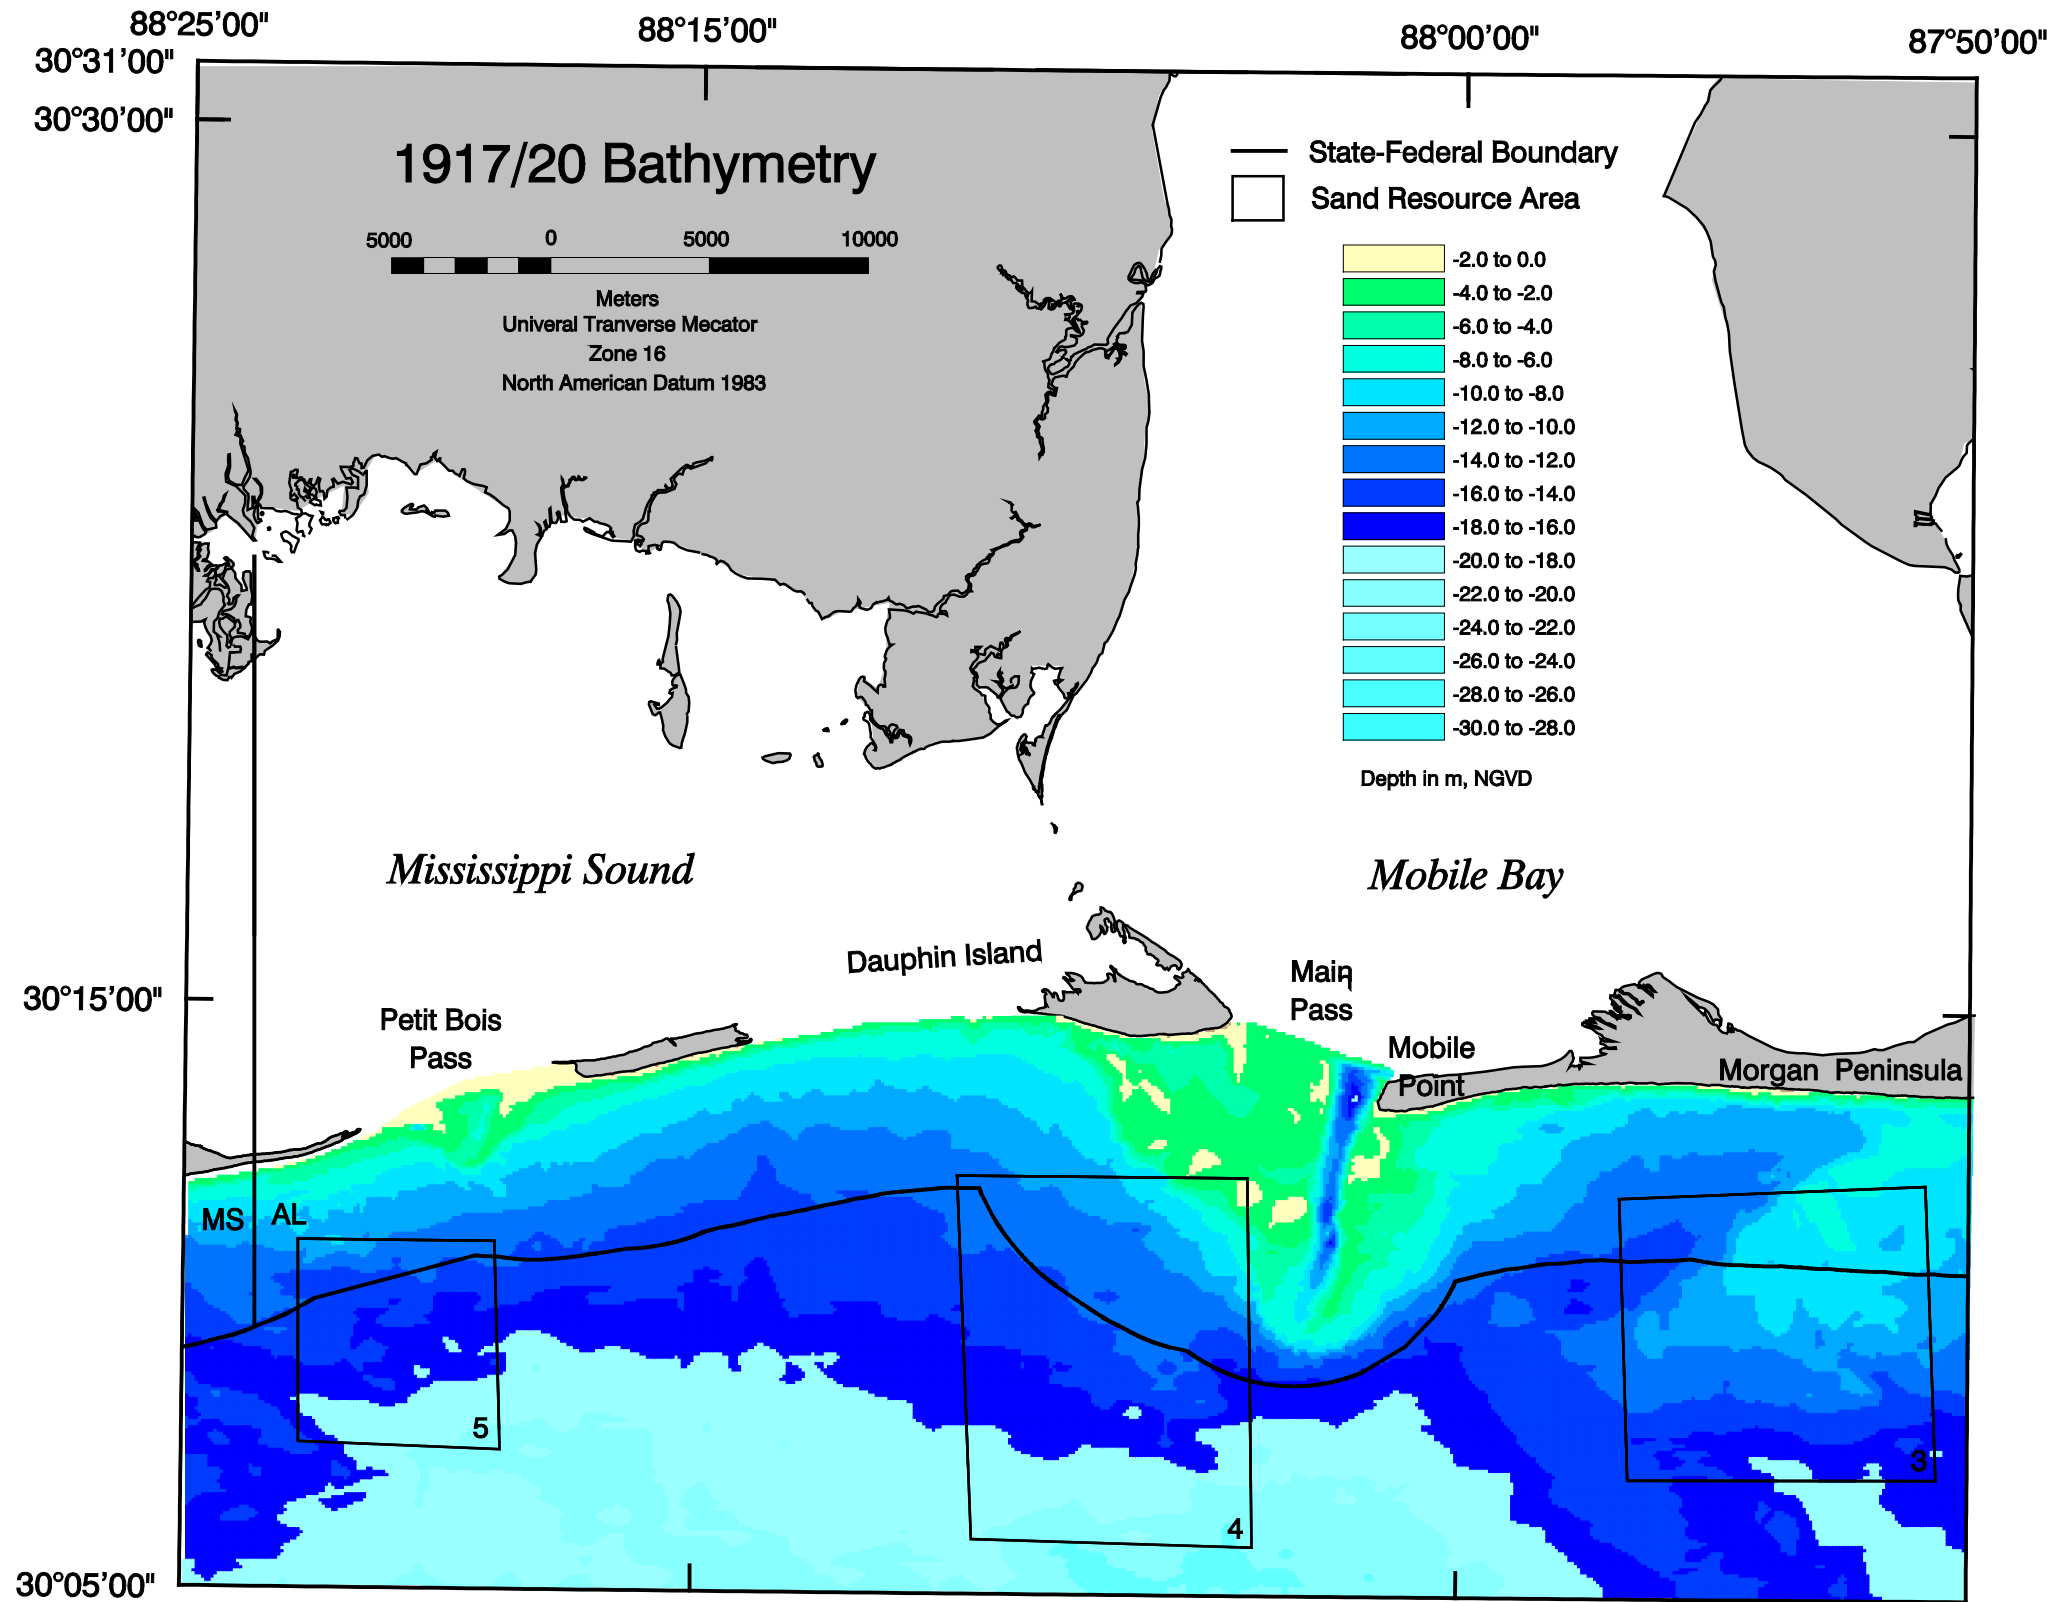 88°25'00"
88°15'00"
88°00'00"
87°50'00"
30°31'00"
30°30'00"
1917/20 Bathymetry
5000 0 5000 10000
Meters
Univeral Tranverse Mecator
Zone 16
North American Datum 1983
State-Federal Boundary
Sand Resource Area
-2.0 to 0.0
-4.0 to -2.0
-6.0 to -4.0
-8.0 to -6.0
-10.0 to -8.0
-12.0 to -10.0
-14.0 to -12.0
-16.0 to -14.0
-18.0 to -16.0
-20.0 to -18.0
-22.0 to -20.0
-24.0 to -22.0
-26.0 to -24.0
-28.0 to -26.0
-30.0 to -28.0
Depth in m, NGVD
Mississippi Sound
Mobile Bay
Dauphin Island
Main
Pass
30°15'00"
Petit Bois
Pass
Mobile
Point
Morgan Peninsula
MS AL
5
4
3
30°05'00"